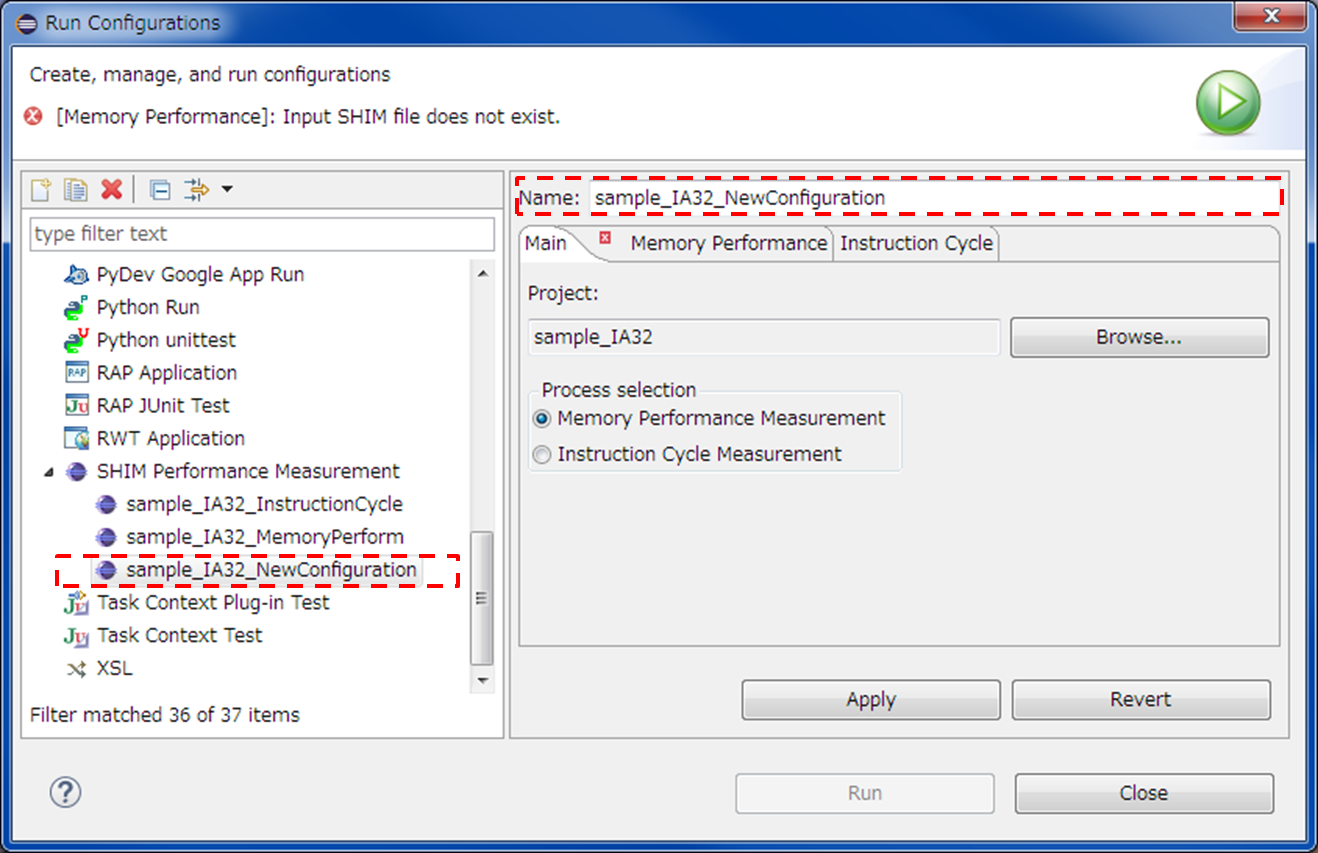 Run Configurations
Create, manage, and run configurations
[Memory Performance]: Input SHIM file does not exist.
type filter text
PyDev Google App Run
Python Run
Python unittest
RAP Application
RAP JUnit Test
RWT Application
SHIM Performance Measurement
sample_IA32_InstructionCycle
sample_IA32_MemoryPerform
sample_IA32_NewConfiguration
Task Context Plug-in Test
Task Context Test
XSL
Filter matched 36 of 37 items
Name: sample_IA32_NewConfiguration
Main Memory Performance Instruction Cycle
Project:
sample_IA32 Browse...
Process selection
Memory Performance Measurement
Instruction Cycle Measurement
Apply Revert
Run Close